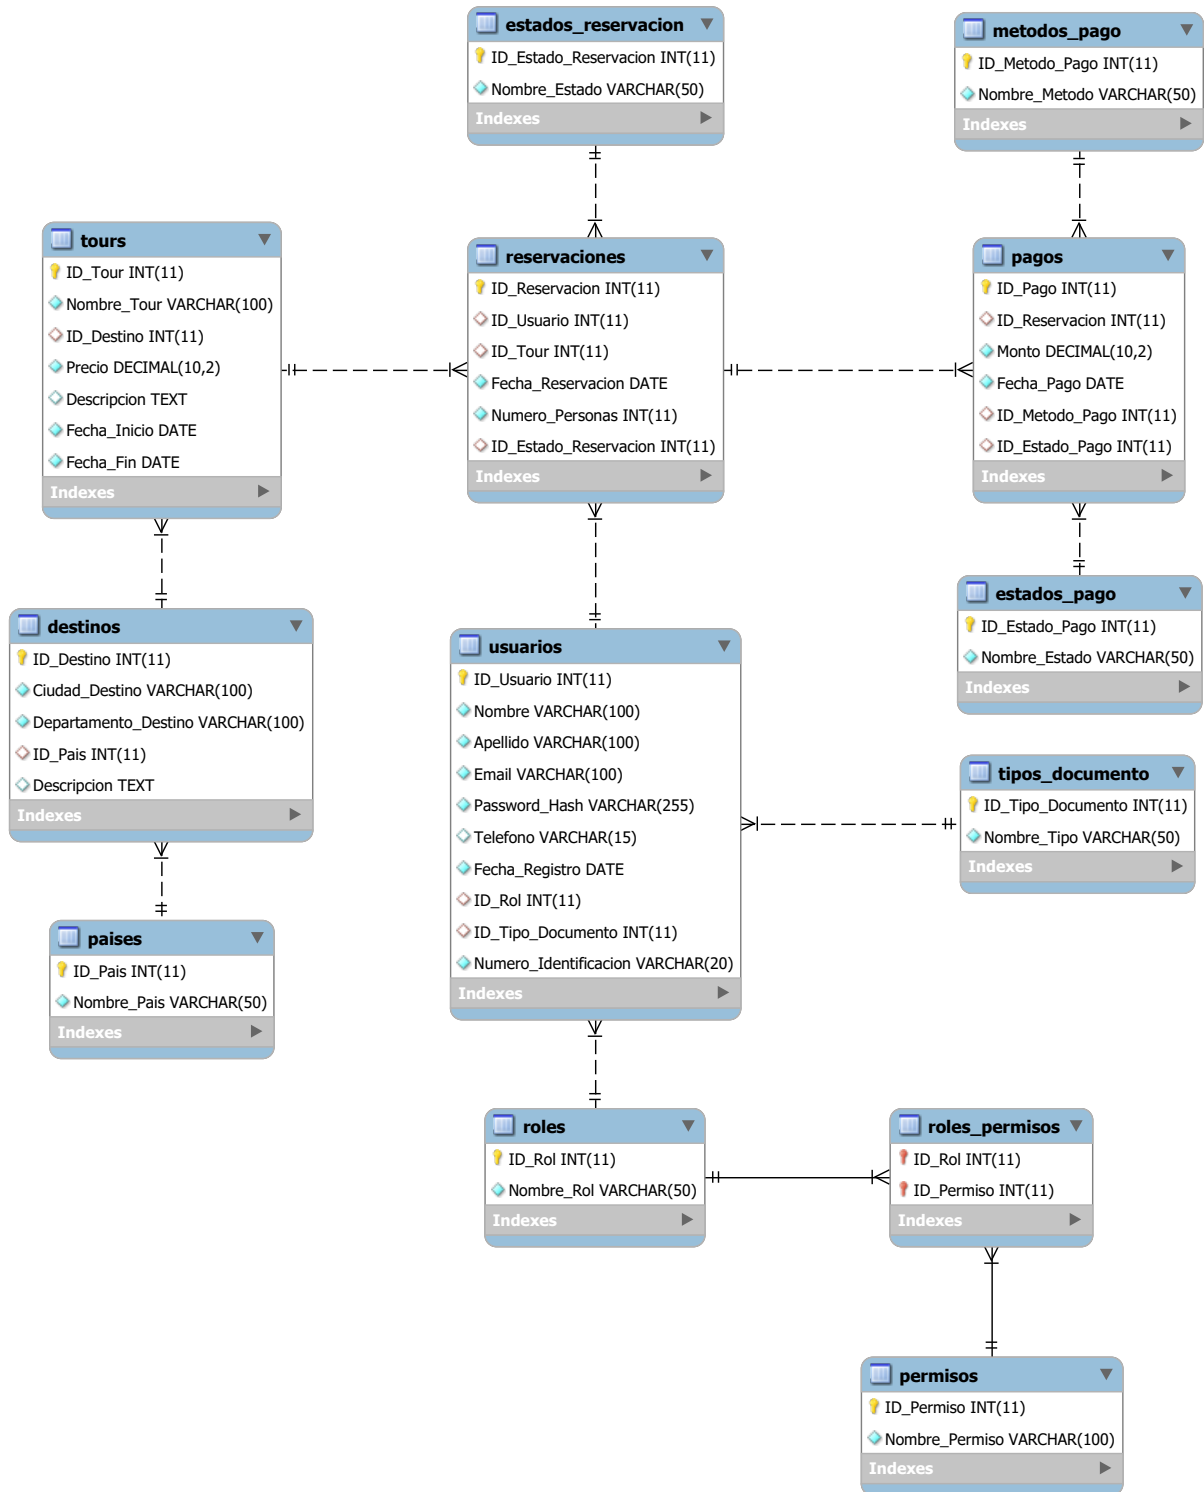 estados_reservacion
ID_Estado_Reservacion INT(11)
Nombre_Estado VARCHAR(50)
Indexes
metodos_pago
ID_Metodo_Pago INT(11)
Nombre_Metodo VARCHAR(50)
Indexes
tours
ID_Tour INT(11)
Nombre_Tour VARCHAR(100)
ID_Destino INT(11)
Precio DECIMAL(10,2)
Descripcion TEXT
Fecha_Inicio DATE
Fecha_Fin DATE
Indexes
reservaciones
ID_Reservacion INT(11)
ID_Usuario INT(11)
ID_Tour INT(11)
Fecha_Reservacion DATE
Numero_Personas INT(11)
ID_Estado_Reservacion INT(11)
Indexes
pagos
ID_Pago INT(11)
ID_Reservacion INT(11)
Monto DECIMAL(10,2)
Fecha_Pago DATE
ID_Metodo_Pago INT(11)
ID_Estado_Pago INT(11)
Indexes
destinos
ID_Destino INT(11)
Ciudad_Destino VARCHAR(100)
Departamento_Destino VARCHAR(100)
ID_Pais INT(11)
Descripcion TEXT
Indexes
usuarios
ID_Usuario INT(11)
Nombre VARCHAR(100)
Apellido VARCHAR(100)
Email VARCHAR(100)
Password_Hash VARCHAR(255)
Telefono VARCHAR(15)
Fecha_Registro DATE
ID_Rol INT(11)
ID_Tipo_Documento INT(11)
Numero_Identificacion VARCHAR(20)
Indexes
estados_pago
ID_Estado_Pago INT(11)
Nombre_Estado VARCHAR(50)
Indexes
tipos_documento
ID_Tipo_Documento INT(11)
Nombre_Tipo VARCHAR(50)
Indexes
paises
ID_Pais INT(11)
Nombre_Pais VARCHAR(50)
Indexes
roles
ID_Rol INT(11)
Nombre_Rol VARCHAR(50)
Indexes
roles_permisos
ID_Rol INT(11)
ID_Permiso INT(11)
Indexes
permisos
ID_Permiso INT(11)
Nombre_Permiso VARCHAR(100)
Indexes